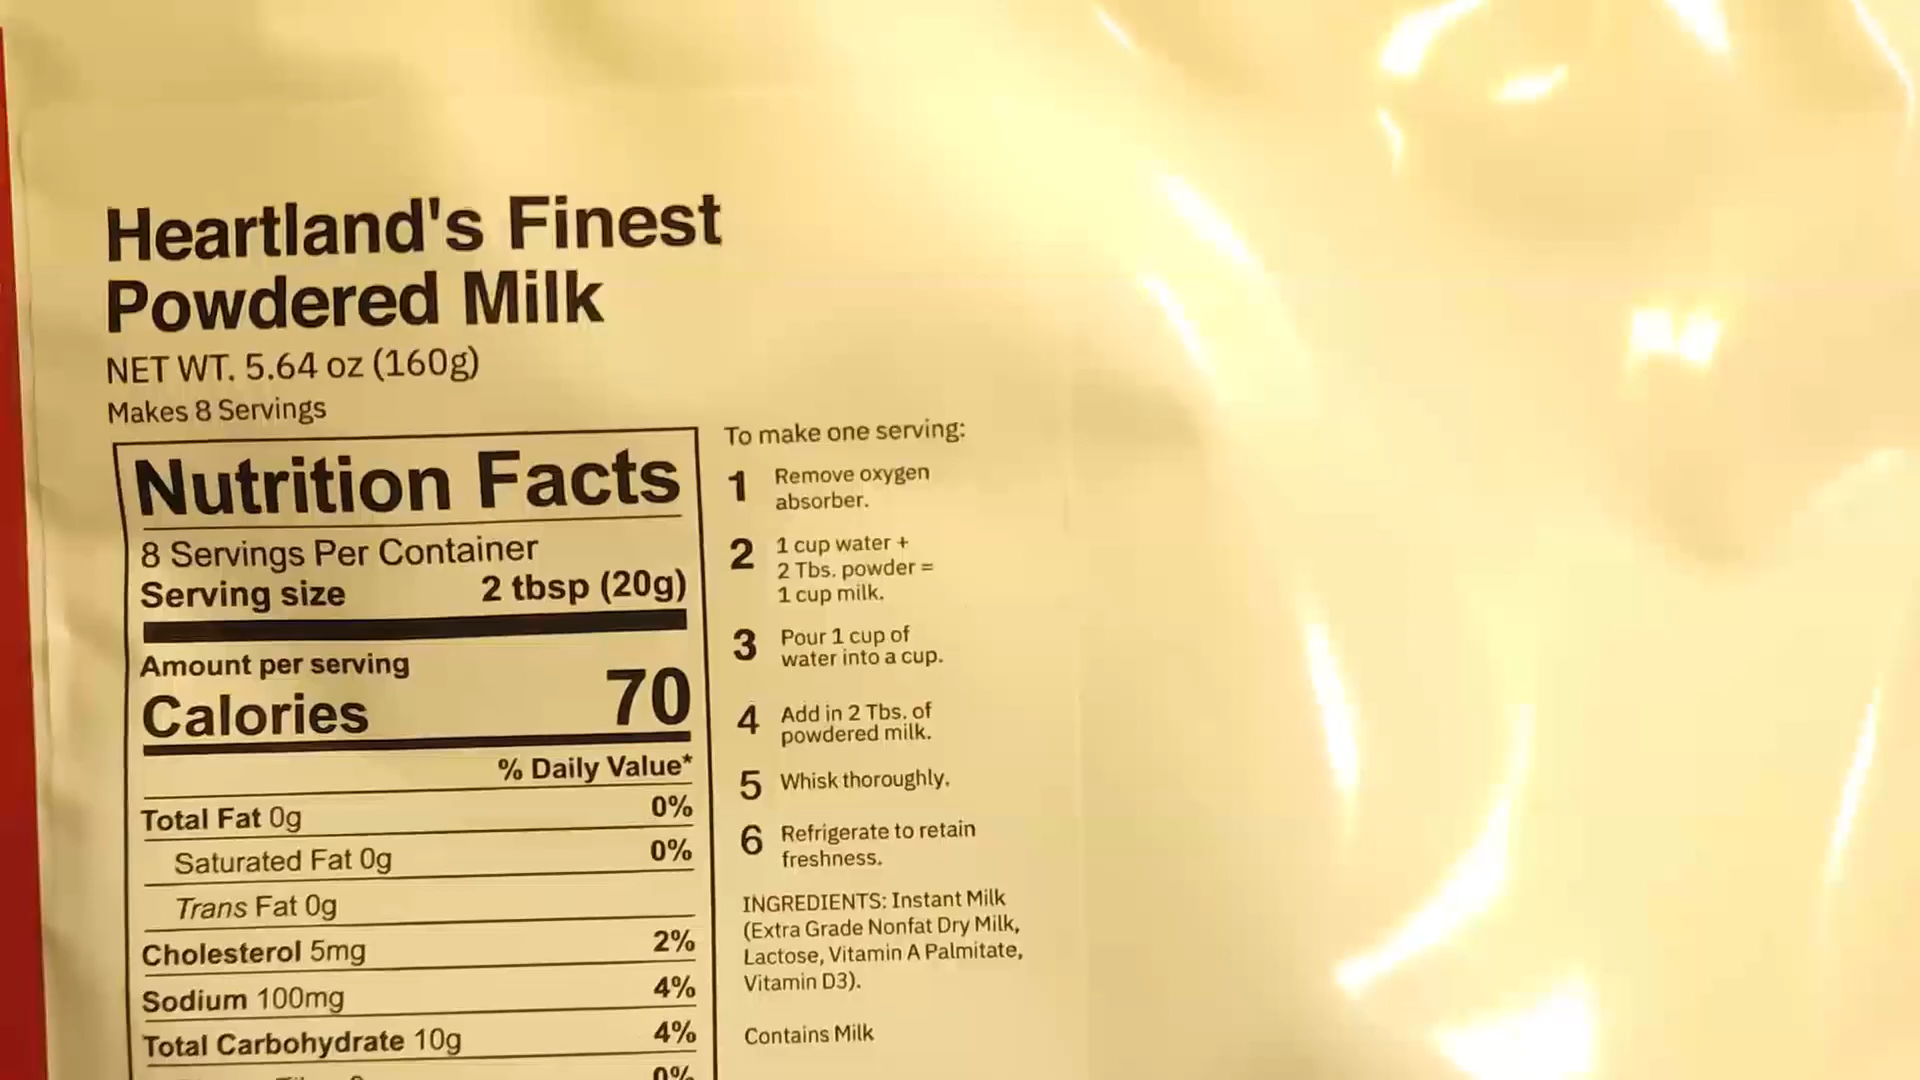 Heartland's Finest
Powdered Milk
NET WT. 5.64 oz (160g)
Makes 8 Servings
Nutrition Facts
8 Servings Per Container
Serving size 2 tbsp (20g)
Amount per serving
Calories 70
% Daily Value*
Total Fat 0g 0%
Saturated Fat 0g 0%
Trans Fat 0g
Cholesterol 5mg 2%
Sodium 100mg 4%
Total Carbohydrate 10g 4%
0%
To make one serving:
1 Remove oxygen
absorber.
2 1 cup water +
2 Tbs. powder =
1 cup milk.
3 Pour 1 cup of
water into a cup.
4 Add in 2 Tbs. of
powdered milk.
5 Whisk thoroughly.
6 Refrigerate to retain
freshness.
INGREDIENTS: Instant Milk
(Extra Grade Nonfat Dry Milk,
Lactose, Vitamin A Palmitate,
Vitamin D3).
Contains Milk